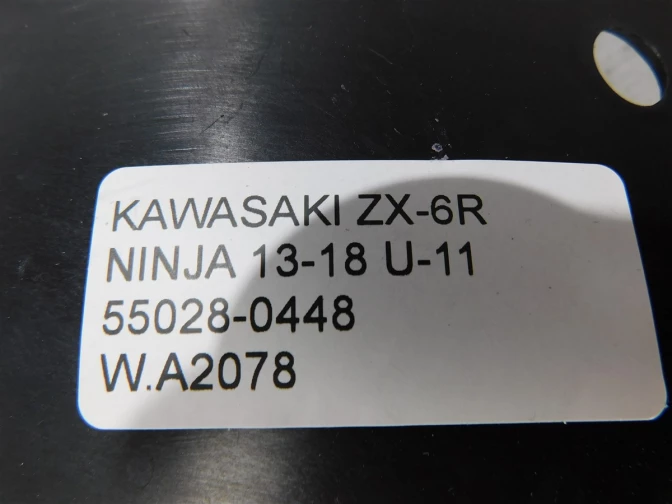 KAWASAKI ZX-6R
NINJA 13-18 U-11
55028-0448
W.A2078